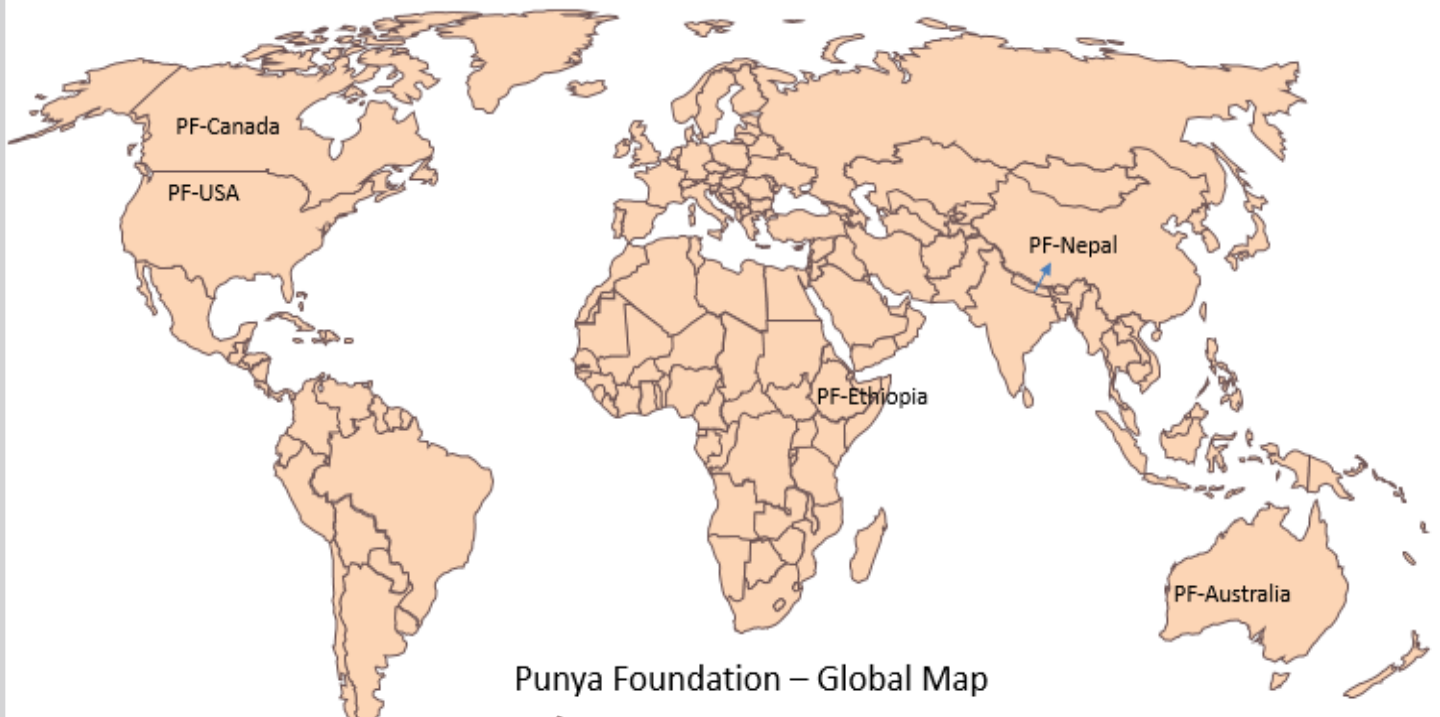 PF-Canada
PF-USA
PF-Nepal
PF-Ethiopia
PF-Australia
Punya Foundation – Global Map